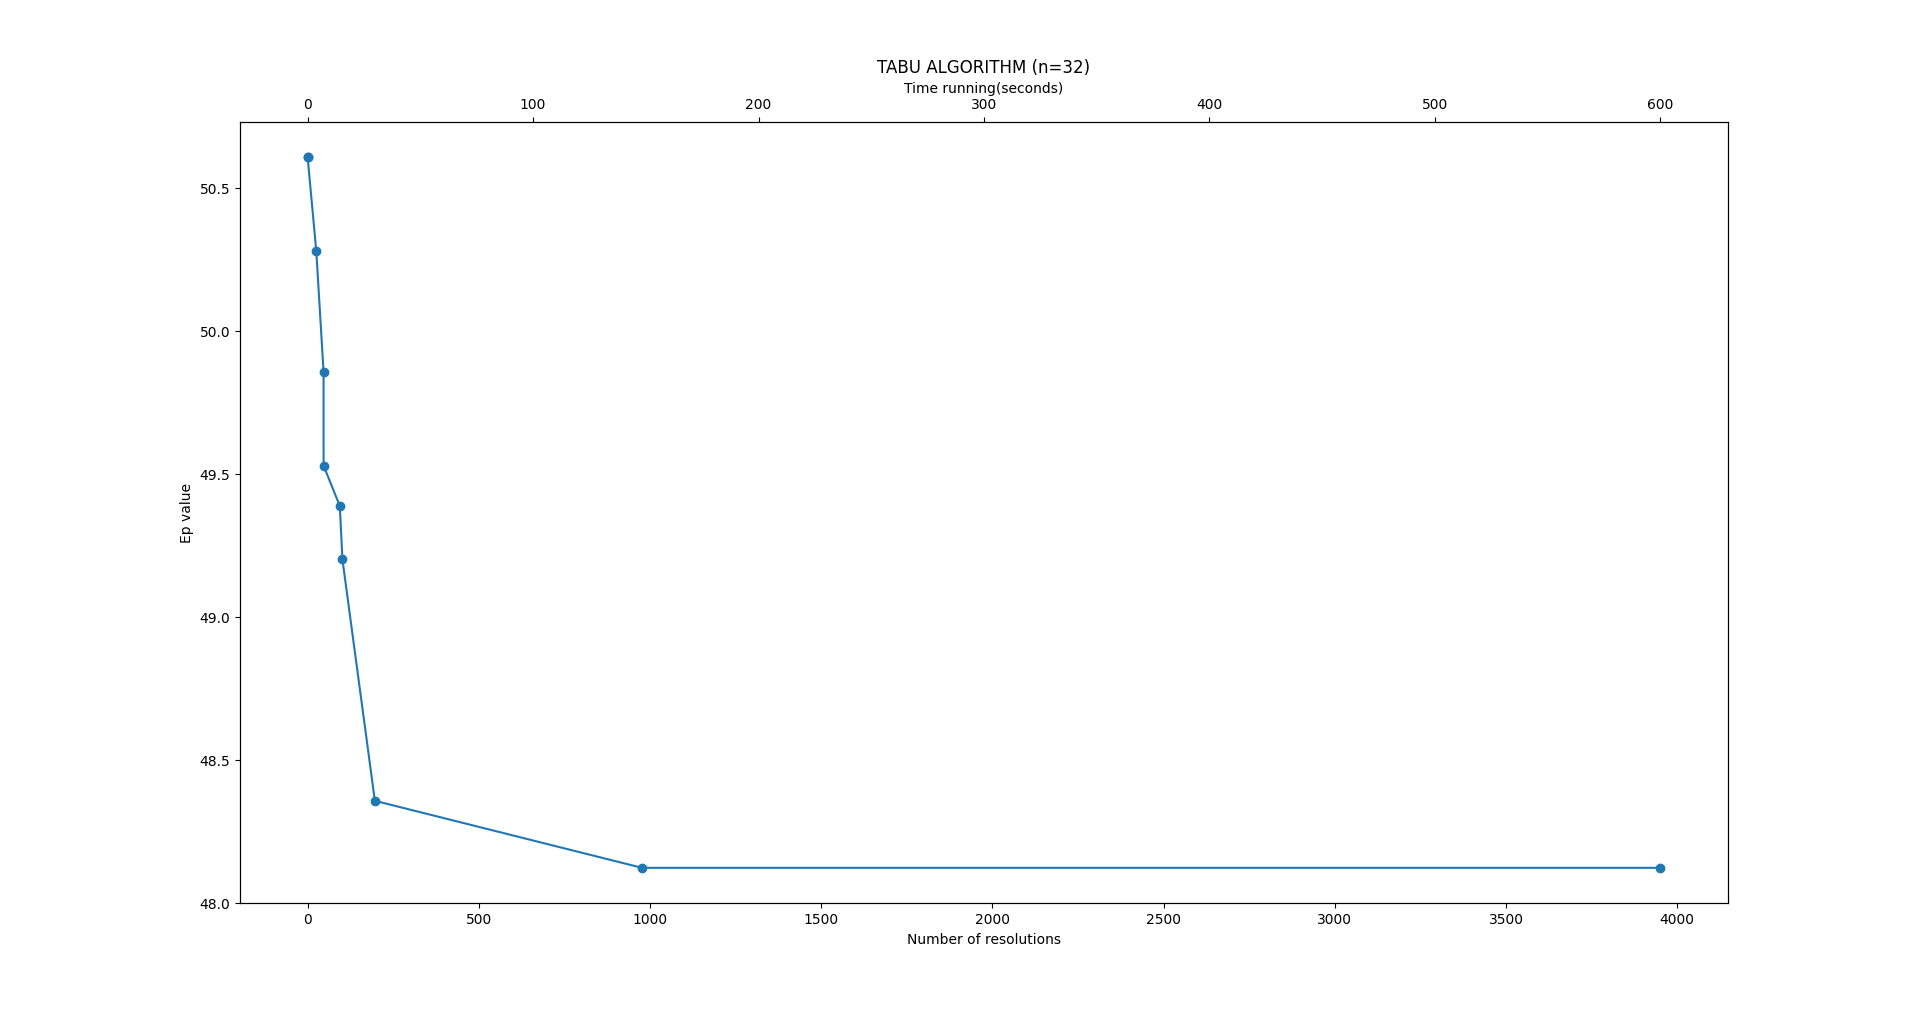 TABU ALGORITHM (n=32)
Time running(seconds)
0 100 200 300 400 500 600
50.5
50.0
49.5
49.0
48.5
48.0
Ep value
0 500 1000 1500 2000 2500 3000 3500 4000
Number of resolutions